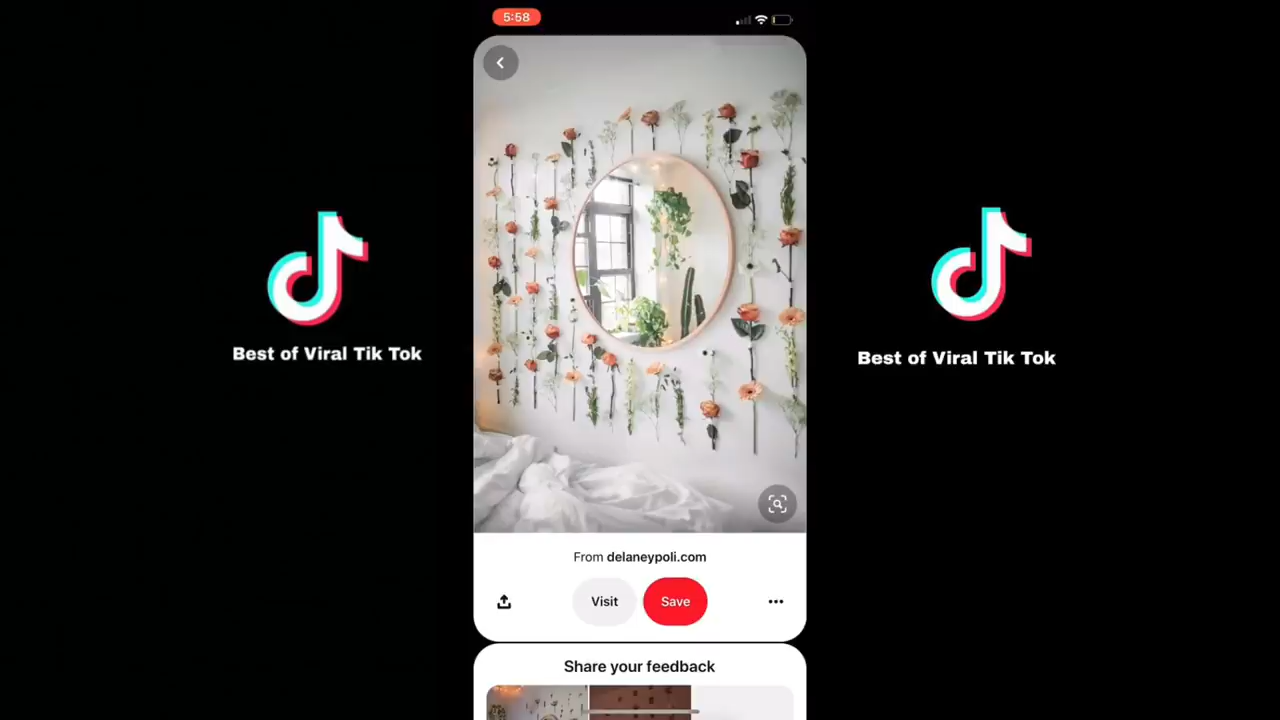 5:58
Best of Viral Tik Tok
Best of Viral Tik Tok
From delaneypoli.com
Visit
Save
Share your feedback